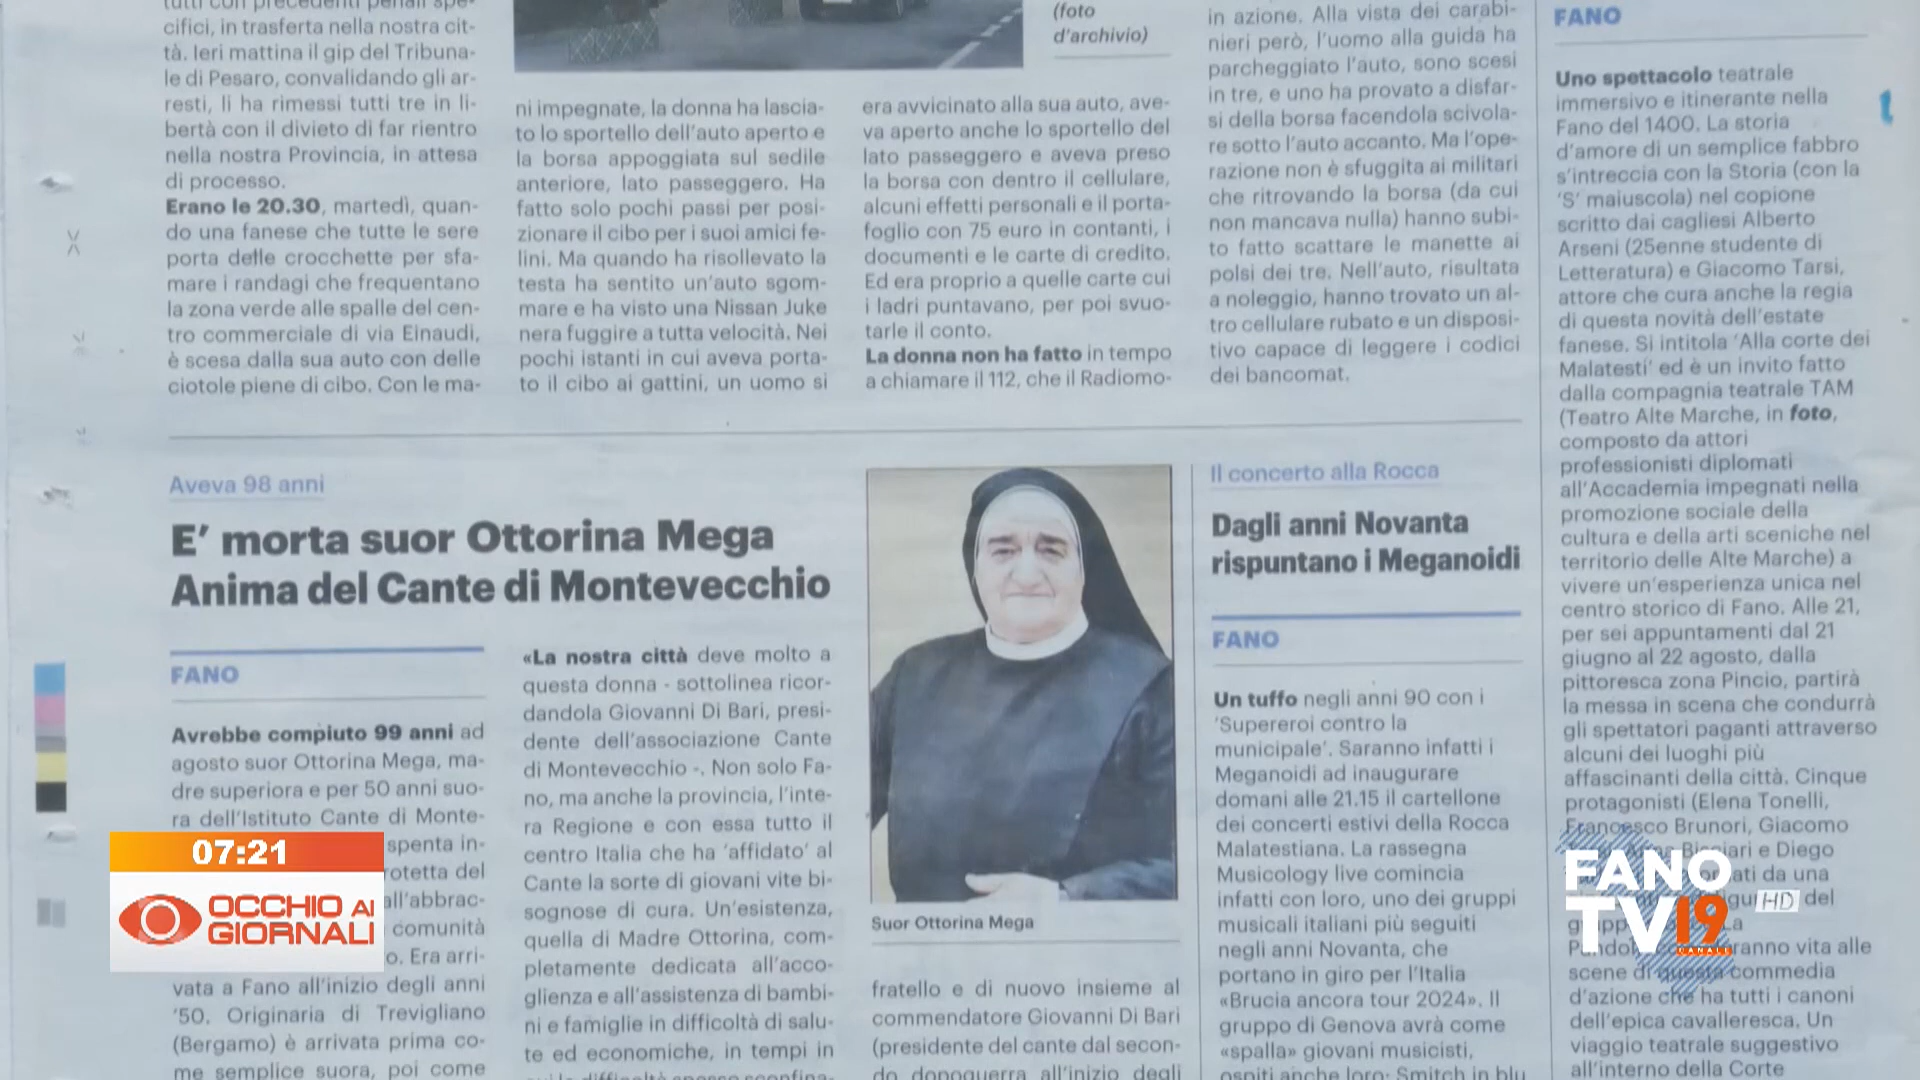 cifici, in trasferta nella nostra cit-
tà. Ieri mattina il gip del Tribuna-
le di Pesaro, convalidando gli ar-
resti, li ha rimessi tutti tre in li-
bertà con il divieto di far rientro
nella nostra Provincia, in attesa
di processo.
Erano le 20.30, martedì, quan-
do una fanese che tutte le sere
porta delle crocchette per sfa-
mare i randagi che frequentano
la zona verde alle spalle del cen-
tro commerciale di via Einaudi,
è scesa dalla sua auto con delle
ciotole piene di cibo. Con le ma-
ni impegnate, la donna ha lascia-
to lo sportello dell'auto aperto e
la borsa appoggiata sul sedile
anteriore, lato passeggero. Ha
fatto solo pochi passi per posi-
zionare il cibo per i suoi amici fe-
lini. Ma quando ha risollevato la
testa ha sentito un'auto sgom-
mare e ha visto una Nissan Juke
nera fuggire a tutta velocità. Nei
pochi istanti in cui aveva porta-
to il cibo ai gattini, un uomo si
(foto
d'archivio)
era avvicinato alla sua auto, ave-
va aperto anche lo sportello del
lato passeggero e aveva preso
la borsa con dentro il cellulare,
alcuni effetti personali e il porta-
foglio con 75 euro in contanti, i
documenti e le carte di credito.
Ed era proprio a quelle carte cui
i ladri puntavano, per poi svuo-
tarle il conto.
La donna non ha fatto in tempo
a chiamare il 112, che il Radiomo-
in azione. Alla vista dei carabi-
nieri però, l'uomo alla guida ha
parcheggiato l'auto, sono scesi
in tre, e uno ha provato a disfar-
si della borsa facendola scivola-
re sotto l'auto accanto. Ma l'ope-
razione non è sfuggita ai militari
che ritrovando la borsa (da cui
non mancava nulla) hanno subi-
to fatto scattare le manette ai
polsi dei tre. Nell'auto, risultata
a noleggio, hanno trovato un al-
tro cellulare rubato e un disposi-
tivo capace di leggere i codici
dei bancomat.
Aveva 98 anni
E' morta suor Ottorina Mega
Anima del Cante di Montevecchio
FANO
Avrebbe compiuto 99 anni ad
agosto suor Ottorina Mega, ma-
dre superiora e per 50 anni suo-
ra dell'Istituto Cante di Monte-
spenta in-
rotetta del
all'abbrac-
comunità
o. Era arri-
vata a Fano all'inizio degli anni
'50. Originaria di Trevigliano
(Bergamo) è arrivata prima co-
me semplice suora, poi come
«La nostra città deve molto a
questa donna - sottolinea ricor-
dandola Giovanni Di Bari, presi-
dente dell'associazione Cante
di Montevecchio -. Non solo Fa-
no, ma anche la provincia, l'inte-
ra Regione e con essa tutto il
centro Italia che ha 'affidato' al
Cante la sorte di giovani vite bi-
sognose di cura. Un'esistenza,
quella di Madre Ottorina, com-
pletamente dedicata all'acco-
glienza e all'assistenza di bambi-
ni e famiglie in difficoltà di salu-
te ed economiche, in tempi in
Suor Ottorina Mega
fratello e di nuovo insieme al
commendatore Giovanni Di Bari
(presidente del cante dal secon-
do dopoguerra all'inizio degli
Il concerto alla Rocca
Dagli anni Novanta
rispuntano i Meganoidi
FANO
Un tuffo negli anni 90 con i
'Supereroi contro la
municipale'. Saranno infatti i
Meganoidi ad inaugurare
domani alle 21.15 il cartellone
dei concerti estivi della Rocca
Malatestiana. La rassegna
Musicology live comincia
infatti con loro, uno dei gruppi
musicali italiani più seguiti
negli anni Novanta, che
portano in giro per l'Italia
«Brucia ancora tour 2024». Il
gruppo di Genova avrà come
«spalla» giovani musicisti,
ospiti anche loro: Smitch in blu
FANO
Uno spettacolo teatrale
immersivo e itinerante nella
Fano del 1400. La storia
d'amore di un semplice fabbro
s'intreccia con la Storia (con la
'S' maiuscola) nel copione
scritto dai cagliesi Alberto
Arseni (25enne studente di
Letteratura) e Giacomo Tarsi,
attore che cura anche la regia
di questa novità dell'estate
fanese. Si intitola 'Alla corte dei
Malatesti' ed è un invito fatto
dalla compagnia teatrale TAM
(Teatro Alte Marche, in foto,
composto da attori
professionisti diplomati
all'Accademia impegnati nella
promozione sociale della
cultura e della arti sceniche nel
territorio delle Alte Marche) a
vivere un'esperienza unica nel
centro storico di Fano. Alle 21,
per sei appuntamenti dal 21
giugno al 22 agosto, dalla
pittoresca zona Pincio, partirà
la messa in scena che condurrà
gli spettatori paganti attraverso
alcuni dei luoghi più
affascinanti della città. Cinque
protagonisti (Elena Tonelli,
Francesco Brunori, Giacomo
e Diego
ati da una
del
ranno vita alle
scene di questa commedia
d'azione che ha tutti i canoni
dell'epica cavalleresca. Un
viaggio teatrale suggestivo
all'interno della Corte
07:21
OCCHIO AI
GIORNALI
FANO
TV19
CANALE
HD